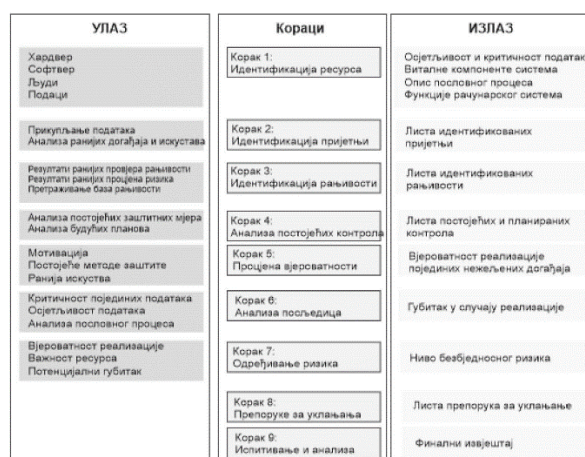 УЛАЗ
Хардвер
Софтвер
Људи
Подаци
Прикупљање података
Анализа ранијих догађаја и искустава
Резултати ранијих провјера рањивости
Резултати ранијих процјена ризика
Претраживање база рањивости
Анализа постојећих заштитних мјера
Анализа будућих планова
Мотивација
Постојеће методе заштите
Ранија искуства
Критичност појединих података
Осјетљивост података
Анализа пословног процеса
Вјероватност реализације
Важност ресурса
Потенцијални губитак
Кораци
Корак 1:
Идентификација ресурса
Корак 2:
Идентификација пријетњи
Корак 3:
Идентификација рањивости
Корак 4:
Анализа постојећих контрола
Корак 5:
Процјена вјероватности
Корак 6:
Анализа посљедица
Корак 7:
Одређивање ризика
Корак 8:
Препоруке за уклањања
Корак 9:
Испитивање и анализа
ИЗЛАЗ
Осјетљивост и критичност податак
Виталне компоненте система
Опис пословног процеса
Функције рачунарског система
Листа идентификованих
пријетњи
Листа идентификованих
рањивости
Листа постојећих и планираних
контрола
Вјероватност реализације
појединих нежељених догађаја
Губитак у случају реализације
Ниво безбједносног ризика
Листа препорука за уклањање
Финални извјештај